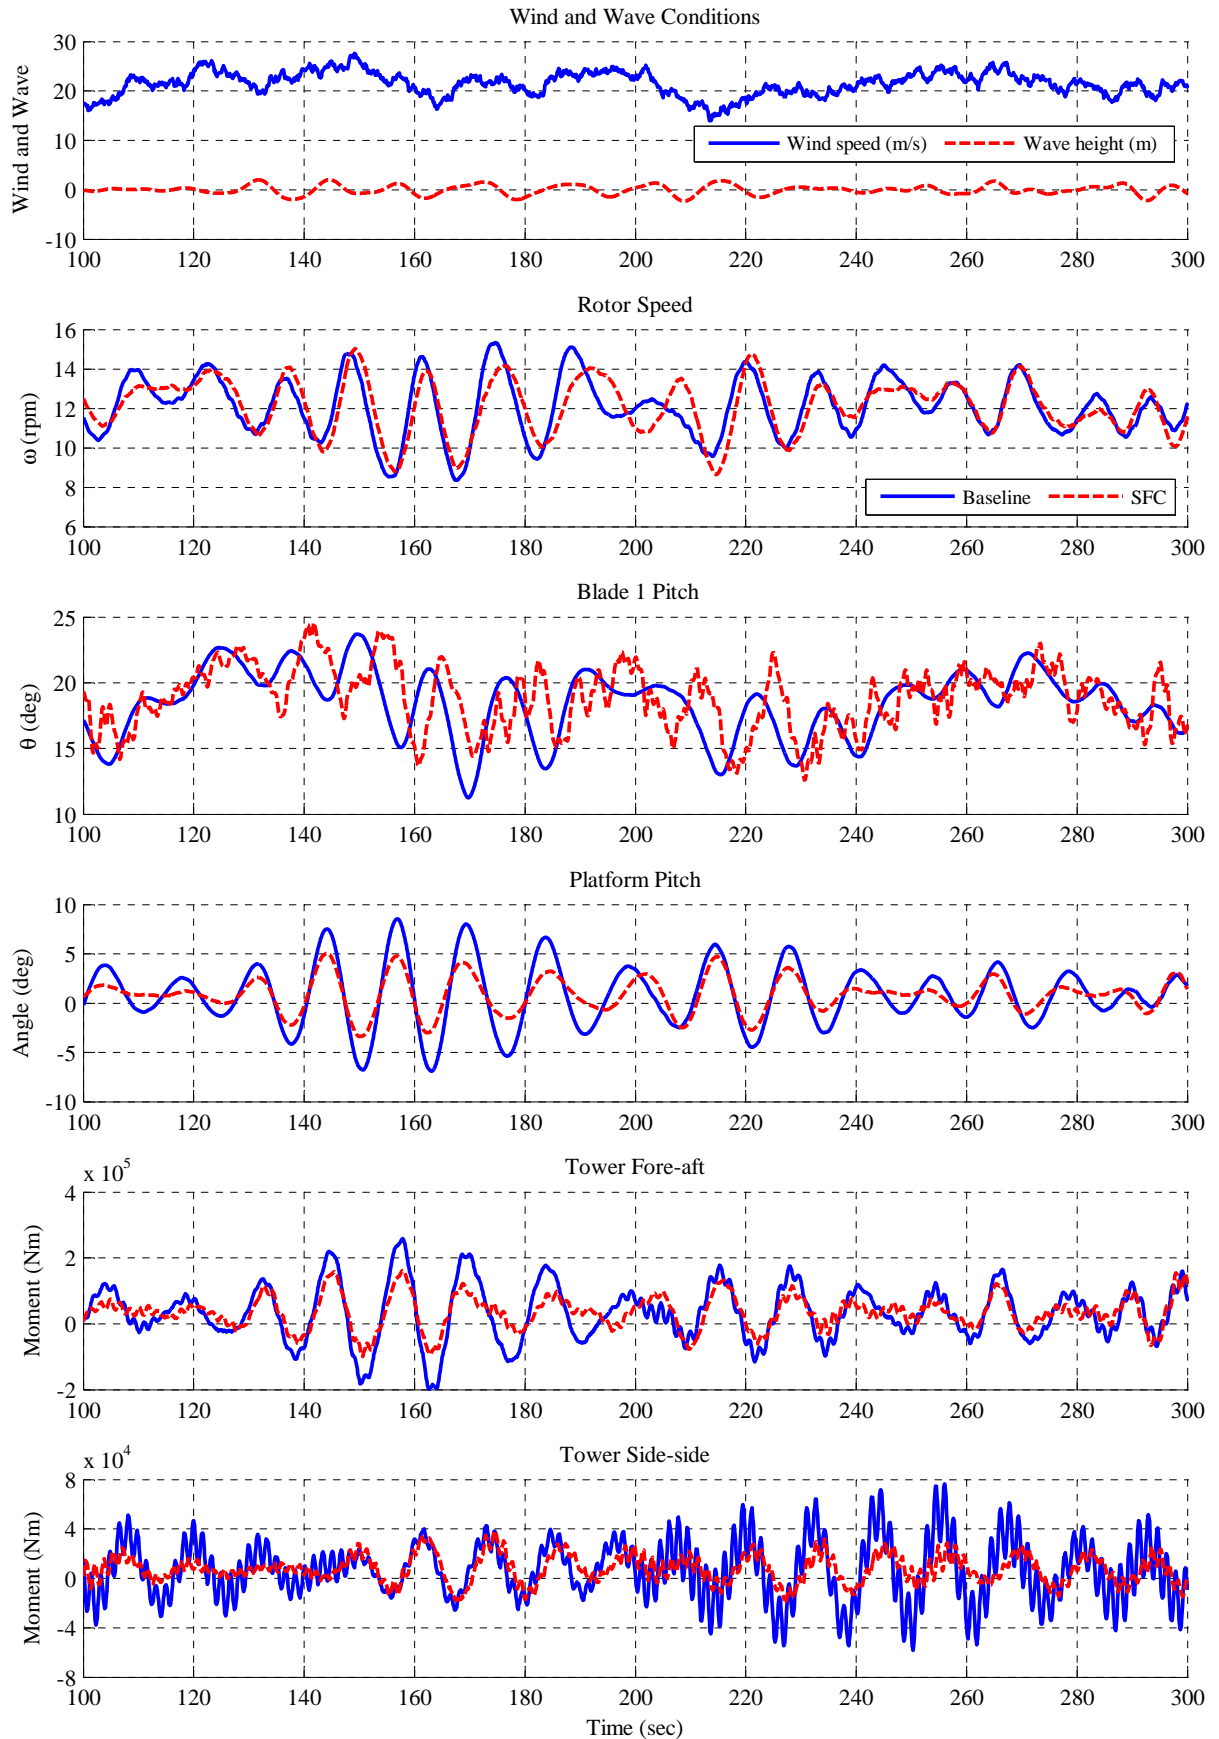 Wind and Wave Conditions
Wind and Wave
30
20
10
0
-10
Wind speed (m/s) Wave height (m)
100 120 140 160 180 200 220 240 260 280 300
Rotor Speed
ω (rpm)
16
14
12
10
8
6
Baseline SFC
100 120 140 160 180 200 220 240 260 280 300
Blade 1 Pitch
θ (deg)
25
20
15
10
100 120 140 160 180 200 220 240 260 280 300
Platform Pitch
Angle (deg)
10
5
0
-5
-10
100 120 140 160 180 200 220 240 260 280 300
x 10^5
Tower Fore-aft
Moment (Nm)
4
2
0
-2
100 120 140 160 180 200 220 240 260 280 300
x 10^4
Tower Side-side
Moment (Nm)
8
4
0
-4
-8
100 120 140 160 180 200 220 240 260 280 300
Time (sec)